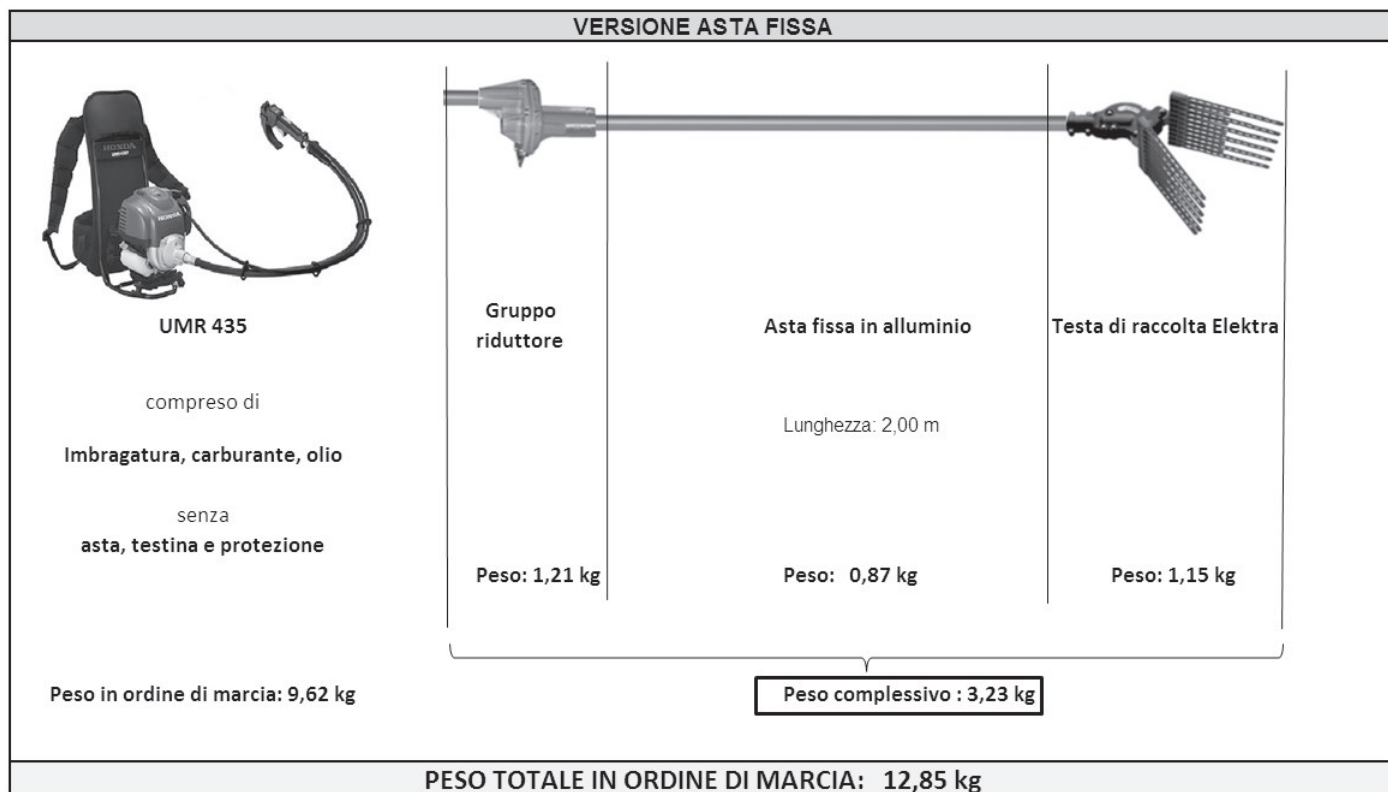 VERSIONE ASTA FISSA
HONDA
HONDA
UMR 435
compreso di
Imbragatura, carburante, olio
senza
asta, testina e protezione
Peso in ordine di marcia: 9,62 kg
Gruppo
riduttore
Peso: 1,21 kg
Asta fissa in alluminio
Lunghezza: 2,00 m
Peso: 0,87 kg
Testa di raccolta Elektra
Peso: 1,15 kg
Peso complessivo : 3,23 kg
PESO TOTALE IN ORDINE DI MARCIA: 12,85 kg